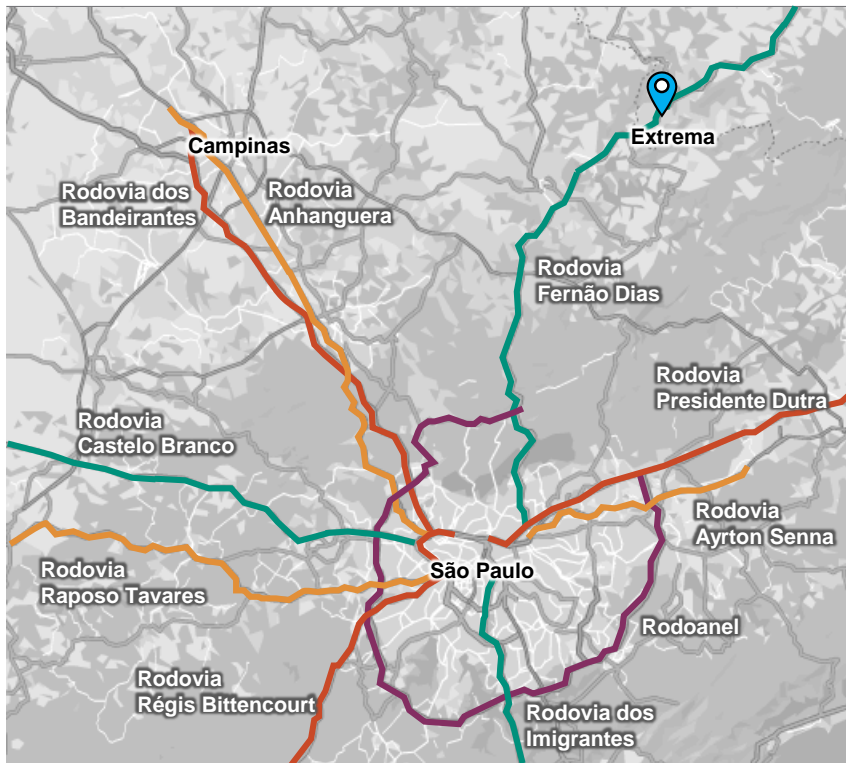 Extrema
Campinas
Rodovia dos
Bandeirantes
Rodovia
Anhanguera
Rodovia
Fernão Dias
Rodovia
Presidente Dutra
Rodovia
Castelo Branco
Rodovia
Ayrton Senna
São Paulo
Rodovia
Raposo Tavares
Rodoanel
Rodovia
Régis Bittencourt
Rodovia dos
Imigrantes